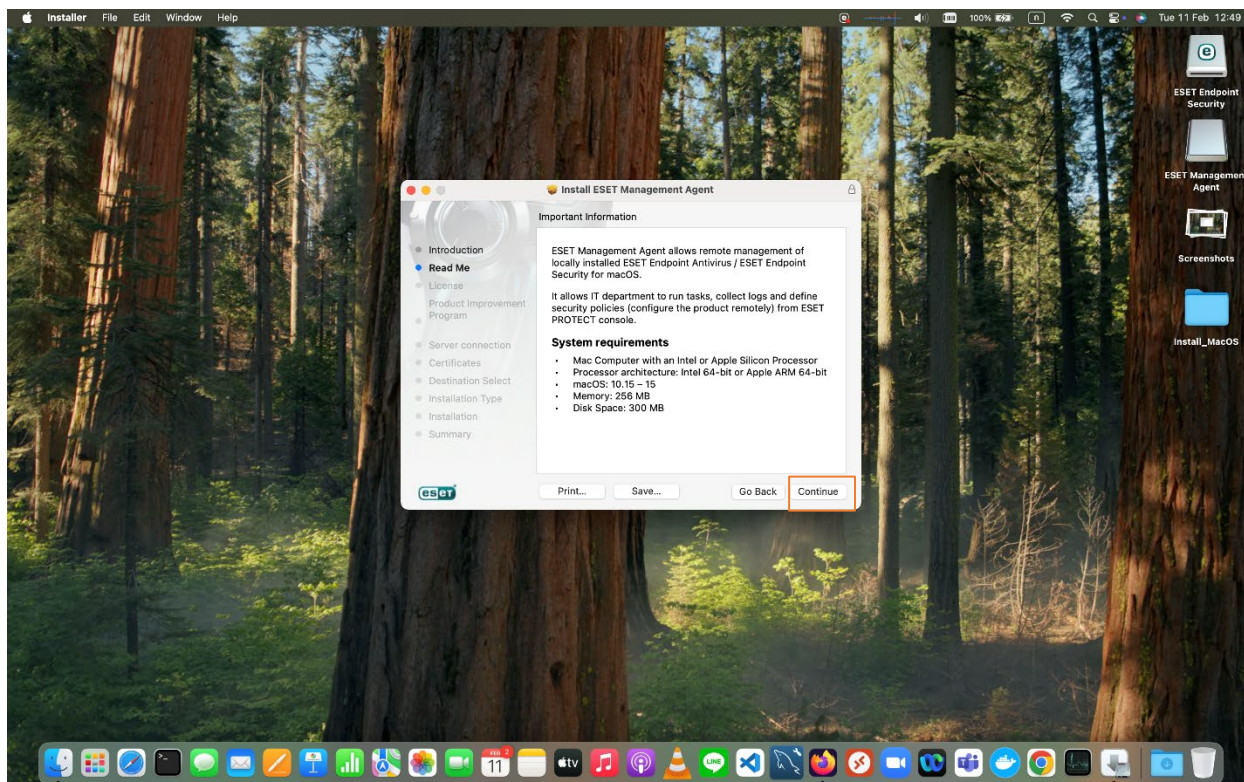 Installer File Edit Window Help
100%
Tue 11 Feb 12:49
ESET Endpoint
Security
ESET Managemen
Agent
Screenshots
Install_MacOS
Install ESET Management Agent
Important Information
Introduction
Read Me
License
Product Improvement
Program
Server connection
Certificates
Destination Select
Installation Type
Installation
Summary
ESET Management Agent allows remote management of
locally installed ESET Endpoint Antivirus / ESET Endpoint
Security for macOS.
It allows IT department to run tasks, collect logs and define
security policies (configure the product remotely) from ESET
PROTECT console.
System requirements
• Mac Computer with an Intel or Apple Silicon Processor
• Processor architecture: Intel 64-bit or Apple ARM 64-bit
• macOS: 10.15 – 15
• Memory: 256 MB
• Disk Space: 300 MB
eset
Print... Save... Go Back Continue
FEB 2
11
tv
LINE